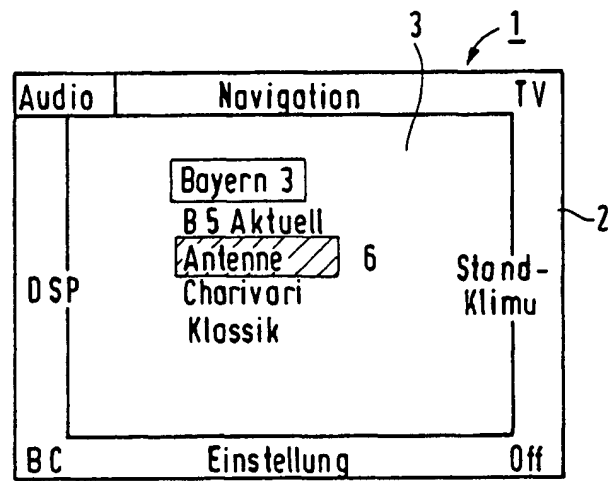 3
1
Audio Navigation TV
Bayern 3
B 5 Aktuell
2
Antenne 6
DSP
Stand-
Charivari
Klimu
Klassik
BC Einstellung Off